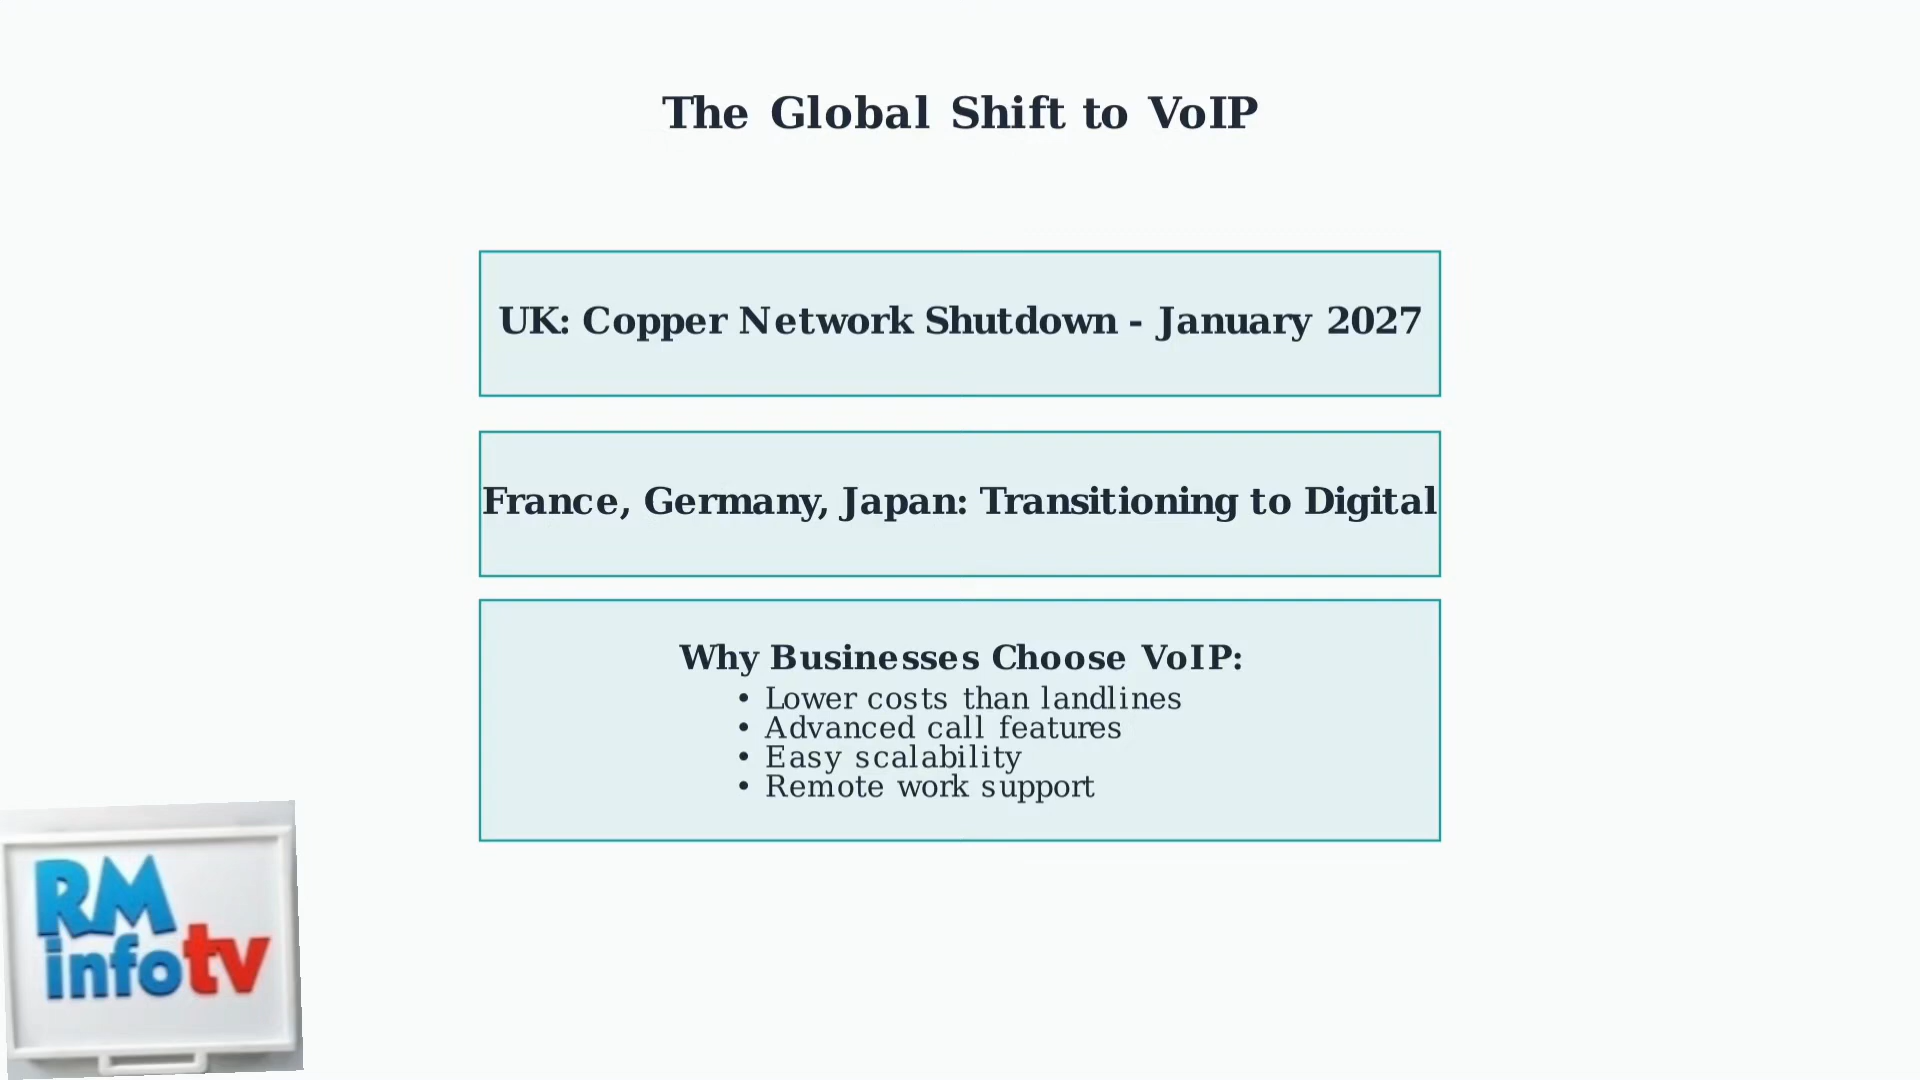 The Global Shift to VoIP
UK: Copper Network Shutdown - January 2027
France, Germany, Japan: Transitioning to Digital
Why Businesses Choose VoIP:
• Lower costs than landlines
• Advanced call features
• Easy scalability
• Remote work support
RM
infotv